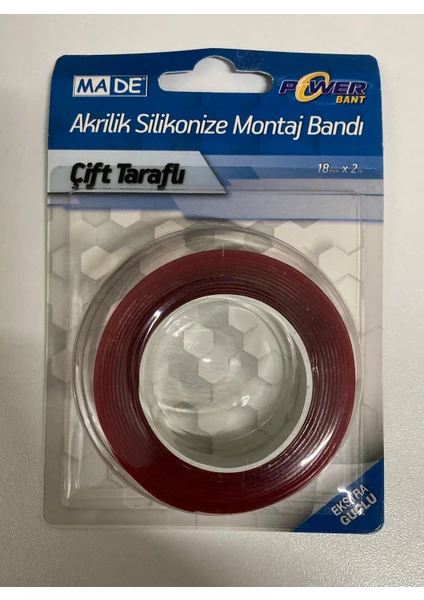 MADE
POWER
BANT
Akrilik Silikonize Montaj Bandı
Çift Taraflı
18mm x 2m
EKSTRA
GÜÇLÜ